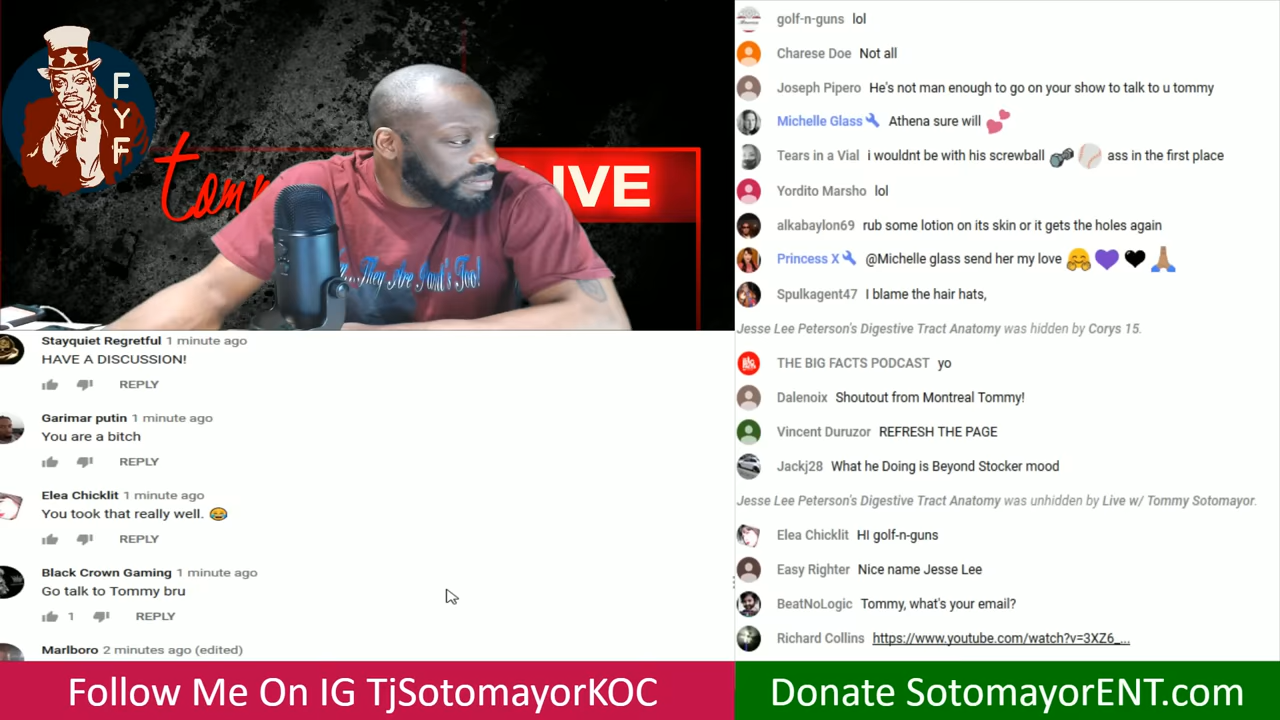 F
Y
F
tom
IVE
They Are Too!
Stayquiet Regretful 1 minute ago
HAVE A DISCUSSION!
REPLY
Garimar putin 1 minute ago
You are a bitch
REPLY
Elea Chicklit 1 minute ago
You took that really well. 😂
REPLY
Black Crown Gaming 1 minute ago
Go talk to Tommy bru
1 REPLY
Marlboro 2 minutes ago (edited)
Follow Me On IG TjSotomayorKOC
golf-n-guns lol
Charese Doe Not all
Joseph Pipero He's not man enough to go on your show to talk to u tommy
Michelle Glass🔧 Athena sure will 💕
Tears in a Vial i wouldnt be with his screwball 🔩⚾ ass in the first place
Yordito Marsho lol
alkabaylon69 rub some lotion on its skin or it gets the holes again
Princess X🔧 @Michelle glass send her my love 🤗💜🖤🙏🏽
Spulkagent47 I blame the hair hats,
Jesse Lee Peterson's Digestive Tract Anatomy was hidden by Corys 15.
THE BIG FACTS PODCAST yo
Dalenoix Shoutout from Montreal Tommy!
Vincent Duruzor REFRESH THE PAGE
Jackj28 What he Doing is Beyond Stocker mood
Jesse Lee Peterson's Digestive Tract Anatomy was unhidden by Live w/ Tommy Sotomayor.
Elea Chicklit HI golf-n-guns
Easy Righter Nice name Jesse Lee
BeatNoLogic Tommy, what's your email?
Richard Collins https://www.youtube.com/watch?v=3XZ6_...
Donate SotomayorENT.com